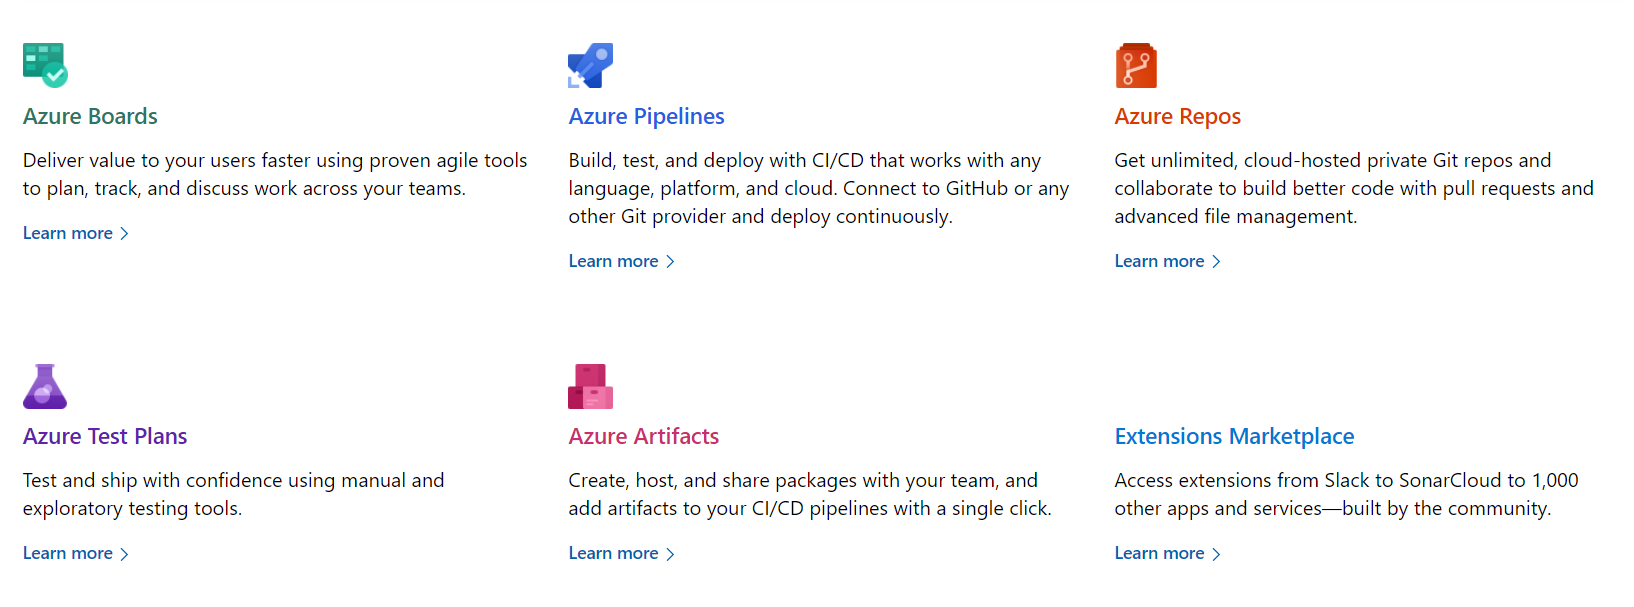 Azure Boards
Deliver value to your users faster using proven agile tools
to plan, track, and discuss work across your teams.
Learn more
Azure Pipelines
Build, test, and deploy with CI/CD that works with any
language, platform, and cloud. Connect to GitHub or any
other Git provider and deploy continuously.
Learn more
Azure Repos
Get unlimited, cloud-hosted private Git repos and
collaborate to build better code with pull requests and
advanced file management.
Learn more
Azure Test Plans
Test and ship with confidence using manual and
exploratory testing tools.
Learn more
Azure Artifacts
Create, host, and share packages with your team, and
add artifacts to your CI/CD pipelines with a single click.
Learn more
Extensions Marketplace
Access extensions from Slack to SonarCloud to 1,000
other apps and services—built by the community.
Learn more